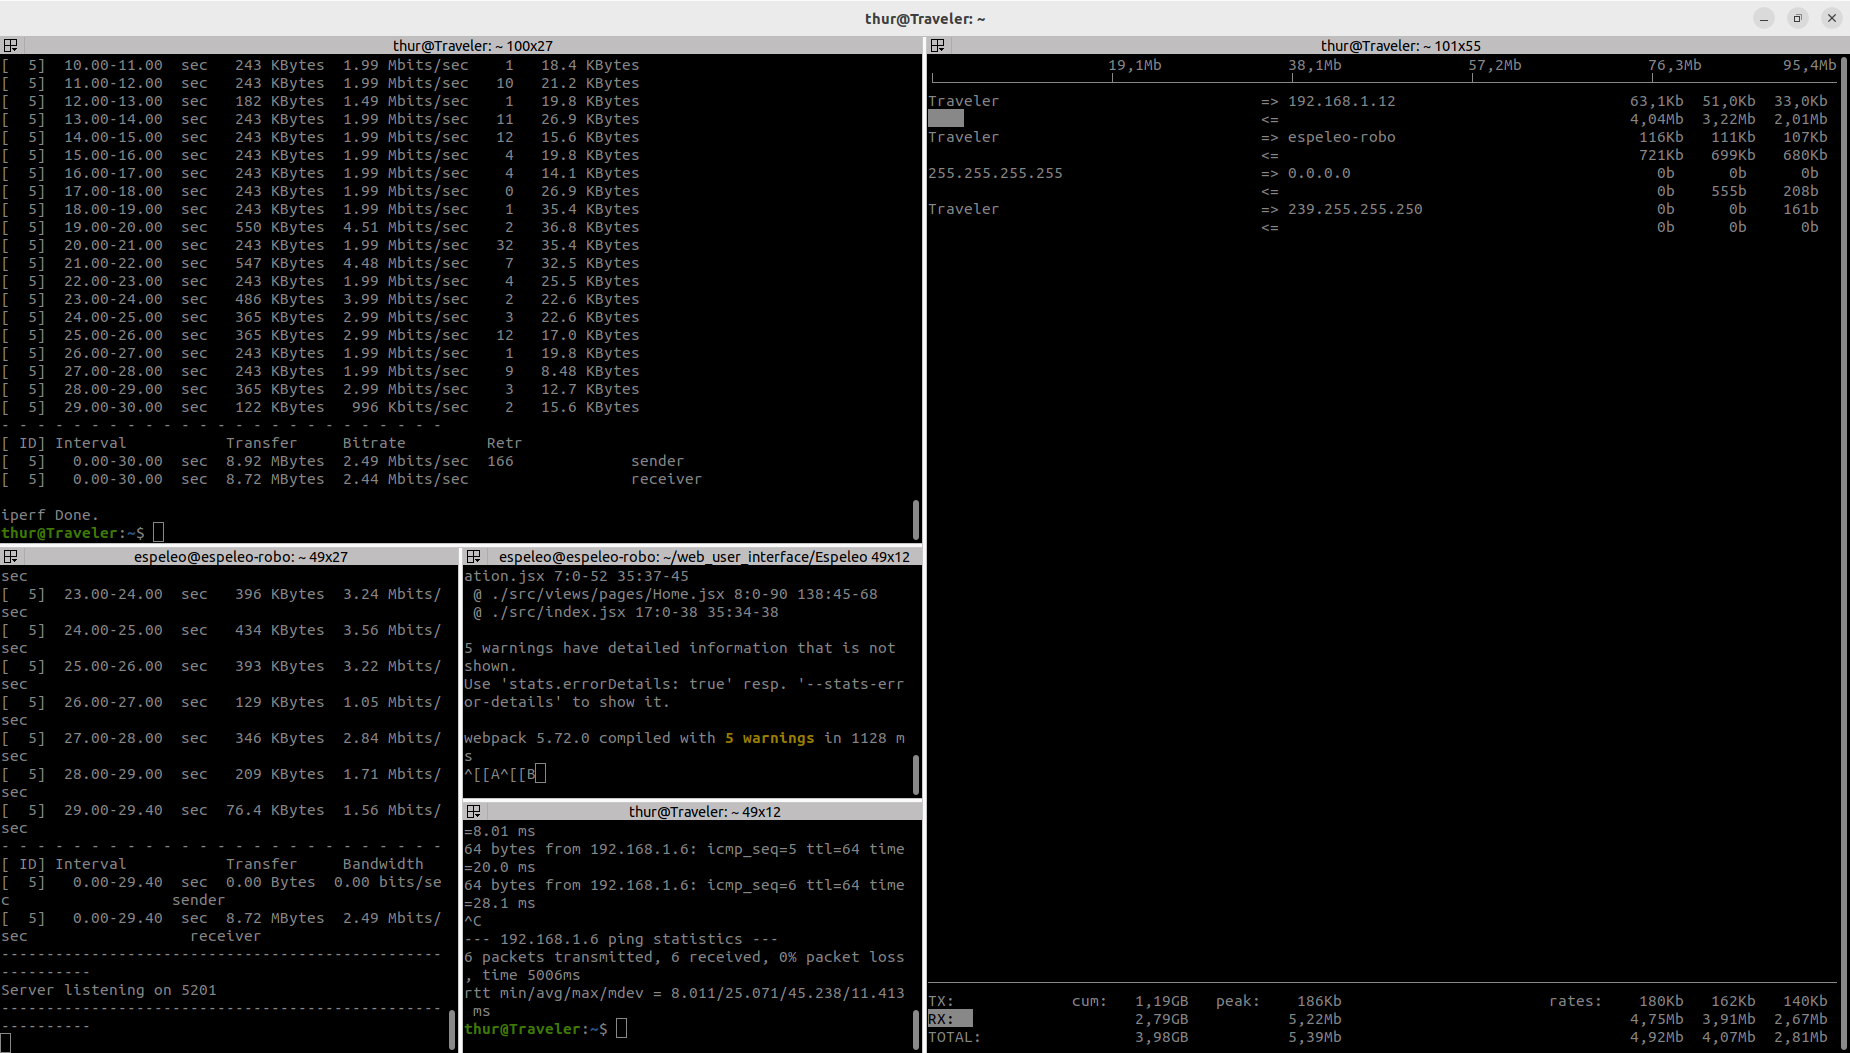 thur@Traveler: ~
thur@Traveler: ~ 100x27
[  5]  10.00-11.00  sec   243 KBytes  1.99 Mbits/sec    1   18.4 KBytes
[  5]  11.00-12.00  sec   243 KBytes  1.99 Mbits/sec   10   21.2 KBytes
[  5]  12.00-13.00  sec   182 KBytes  1.49 Mbits/sec    1   19.8 KBytes
[  5]  13.00-14.00  sec   243 KBytes  1.99 Mbits/sec   11   26.9 KBytes
[  5]  14.00-15.00  sec   243 KBytes  1.99 Mbits/sec   12   15.6 KBytes
[  5]  15.00-16.00  sec   243 KBytes  1.99 Mbits/sec    4   19.8 KBytes
[  5]  16.00-17.00  sec   243 KBytes  1.99 Mbits/sec    4   14.1 KBytes
[  5]  17.00-18.00  sec   243 KBytes  1.99 Mbits/sec    0   26.9 KBytes
[  5]  18.00-19.00  sec   243 KBytes  1.99 Mbits/sec    1   35.4 KBytes
[  5]  19.00-20.00  sec   550 KBytes  4.51 Mbits/sec    2   36.8 KBytes
[  5]  20.00-21.00  sec   243 KBytes  1.99 Mbits/sec   32   35.4 KBytes
[  5]  21.00-22.00  sec   547 KBytes  4.48 Mbits/sec    7   32.5 KBytes
[  5]  22.00-23.00  sec   243 KBytes  1.99 Mbits/sec    4   25.5 KBytes
[  5]  23.00-24.00  sec   486 KBytes  3.99 Mbits/sec    2   22.6 KBytes
[  5]  24.00-25.00  sec   365 KBytes  2.99 Mbits/sec    3   22.6 KBytes
[  5]  25.00-26.00  sec   365 KBytes  2.99 Mbits/sec   12   17.0 KBytes
[  5]  26.00-27.00  sec   243 KBytes  1.99 Mbits/sec    1   19.8 KBytes
[  5]  27.00-28.00  sec   243 KBytes  1.99 Mbits/sec    9   8.48 KBytes
[  5]  28.00-29.00  sec   365 KBytes  2.99 Mbits/sec    3   12.7 KBytes
[  5]  29.00-30.00  sec   122 KBytes   996 Kbits/sec    2   15.6 KBytes
- - - - - - - - - - - - - - - - - - - - - - - - -
[ ID] Interval           Transfer     Bitrate         Retr
[  5]   0.00-30.00  sec  8.92 MBytes  2.49 Mbits/sec  166             sender
[  5]   0.00-30.00  sec  8.72 MBytes  2.44 Mbits/sec                  receiver
iperf Done.
thur@Traveler:~$
espeleo@espeleo-robo: ~ 49x27
sec
[  5]  23.00-24.00  sec   396 KBytes  3.24 Mbits/
sec
[  5]  24.00-25.00  sec   434 KBytes  3.56 Mbits/
sec
[  5]  25.00-26.00  sec   393 KBytes  3.22 Mbits/
sec
[  5]  26.00-27.00  sec   129 KBytes  1.05 Mbits/
sec
[  5]  27.00-28.00  sec   346 KBytes  2.84 Mbits/
sec
[  5]  28.00-29.00  sec   209 KBytes  1.71 Mbits/
sec
[  5]  29.00-29.40  sec  76.4 KBytes  1.56 Mbits/
sec
- - - - - - - - - - - - - - - - - - - - - - - - -
[ ID] Interval           Transfer     Bandwidth
[  5]   0.00-29.40  sec  0.00 Bytes  0.00 bits/se
c                  sender
[  5]   0.00-29.40  sec  8.72 MBytes  2.49 Mbits/
sec                  receiver
-------------------------------------------------
----------
Server listening on 5201
-------------------------------------------------
----------
espeleo@espeleo-robo: ~/web_user_interface/Espeleo 49x12
ation.jsx 7:0-52 35:37-45
 @ ./src/views/pages/Home.jsx 8:0-90 138:45-68
 @ ./src/index.jsx 17:0-38 35:34-38
5 warnings have detailed information that is not
shown.
Use 'stats.errorDetails: true' resp. '--stats-err
or-details' to show it.
webpack 5.72.0 compiled with 5 warnings in 1128 m
s
^[[A^[[B
thur@Traveler: ~ 49x12
=8.01 ms
64 bytes from 192.168.1.6: icmp_seq=5 ttl=64 time
=20.0 ms
64 bytes from 192.168.1.6: icmp_seq=6 ttl=64 time
=28.1 ms
^C
--- 192.168.1.6 ping statistics ---
6 packets transmitted, 6 received, 0% packet loss
, time 5006ms
rtt min/avg/max/mdev = 8.011/25.071/45.238/11.413
 ms
thur@Traveler:~$
thur@Traveler: ~ 101x55
19,1Mb 38,1Mb 57,2Mb 76,3Mb 95,4Mb
Traveler => 192.168.1.12 63,1Kb 51,0Kb 33,0Kb
<= 4,04Mb 3,22Mb 2,01Mb
Traveler => espeleo-robo 116Kb 111Kb 107Kb
<= 721Kb 699Kb 680Kb
255.255.255.255 => 0.0.0.0 0b 0b 0b
<= 0b 555b 208b
Traveler => 239.255.255.250 0b 0b 161b
<= 0b 0b 0b
TX: cum: 1,19GB peak: 186Kb rates: 180Kb 162Kb 140Kb
RX: 2,79GB 5,22Mb 4,75Mb 3,91Mb 2,67Mb
TOTAL: 3,98GB 5,39Mb 4,92Mb 4,07Mb 2,81Mb